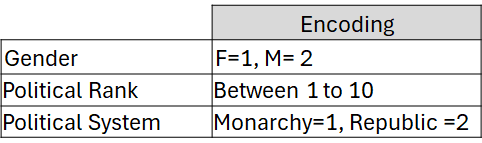 Encoding
Gender F=1, M= 2
Political Rank Between 1 to 10
Political System Monarchy=1, Republic =2